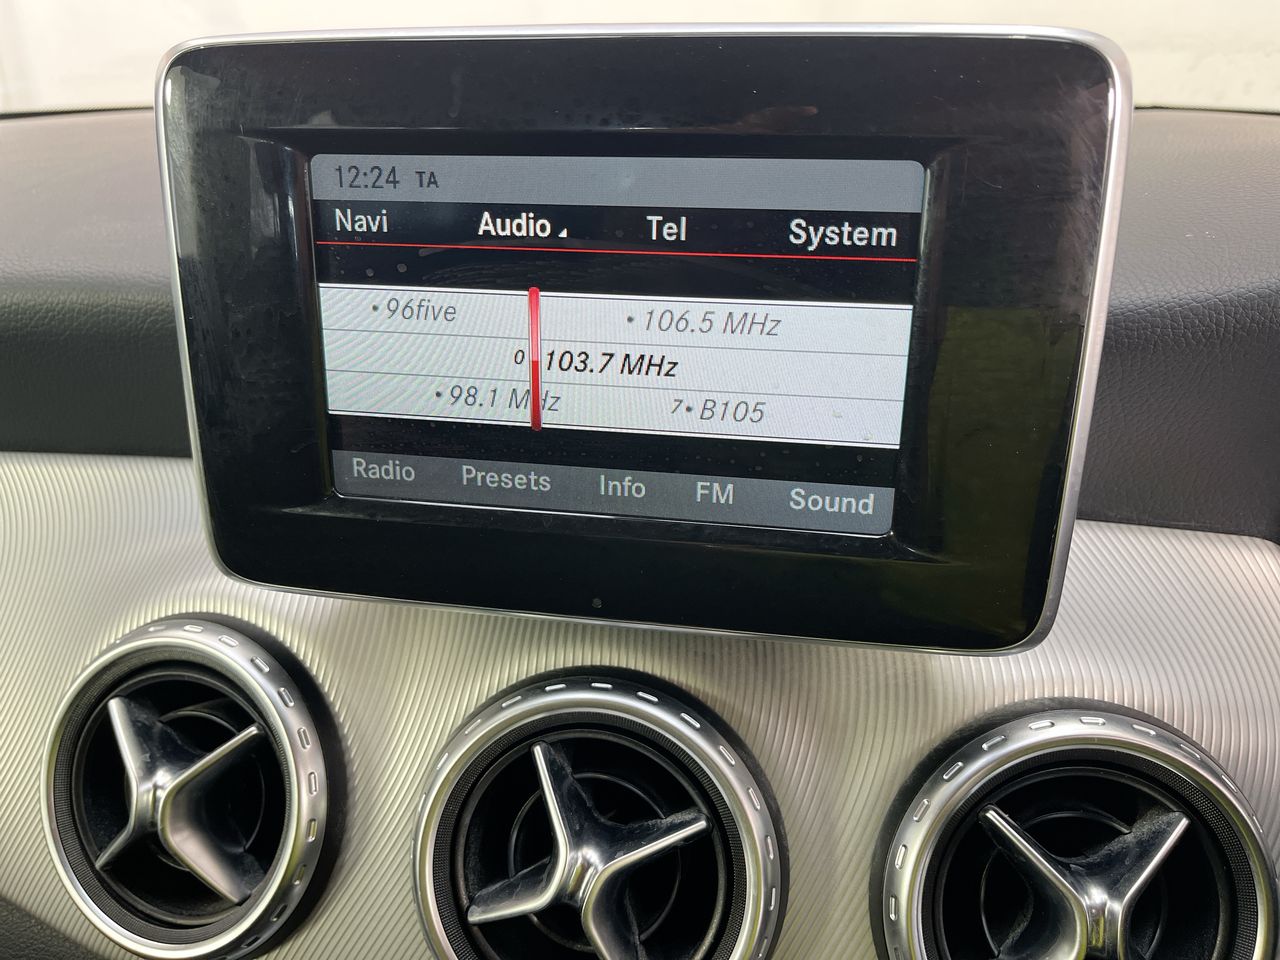 12:24 TA
Navi Audio Tel System
•96five •106.5 MHz
0 103.7 MHz
•98.1 MHz 7•B105
Radio Presets Info FM Sound